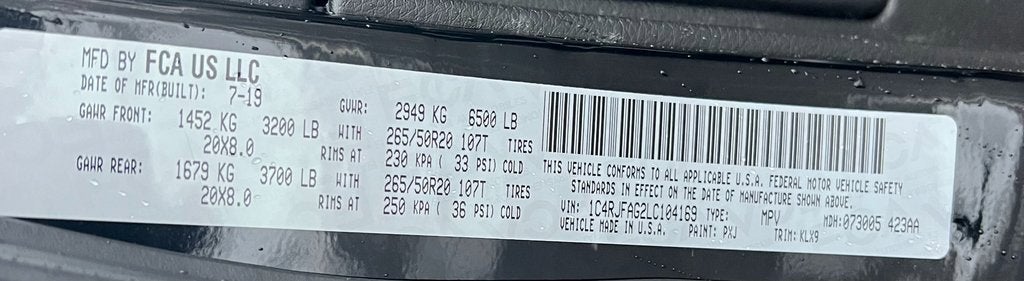 MFD BY FCA US LLC
DATE OF MFR(BUILT): 7-19
GVWR: 2949 KG 6500 LB
GAWR FRONT: 1452 KG 3200 LB WITH 265/50R20 107T TIRES
20X8.0 RIMS AT 230 KPA ( 33 PSI) COLD
GAWR REAR: 1679 KG 3700 LB WITH 265/50R20 107T TIRES
20X8.0 RIMS AT 250 KPA ( 36 PSI) COLD
THIS VEHICLE CONFORMS TO ALL APPLICABLE U.S.A. FEDERAL MOTOR VEHICLE SAFETY
STANDARDS IN EFFECT ON THE DATE OF MANUFACTURE SHOWN ABOVE.
VIN: 1C4RJFAG2LC104169 TYPE: MPV MDH:073005 423AA
VEHICLE MADE IN U.S.A. PAINT: PXJ TRIM: KLX9